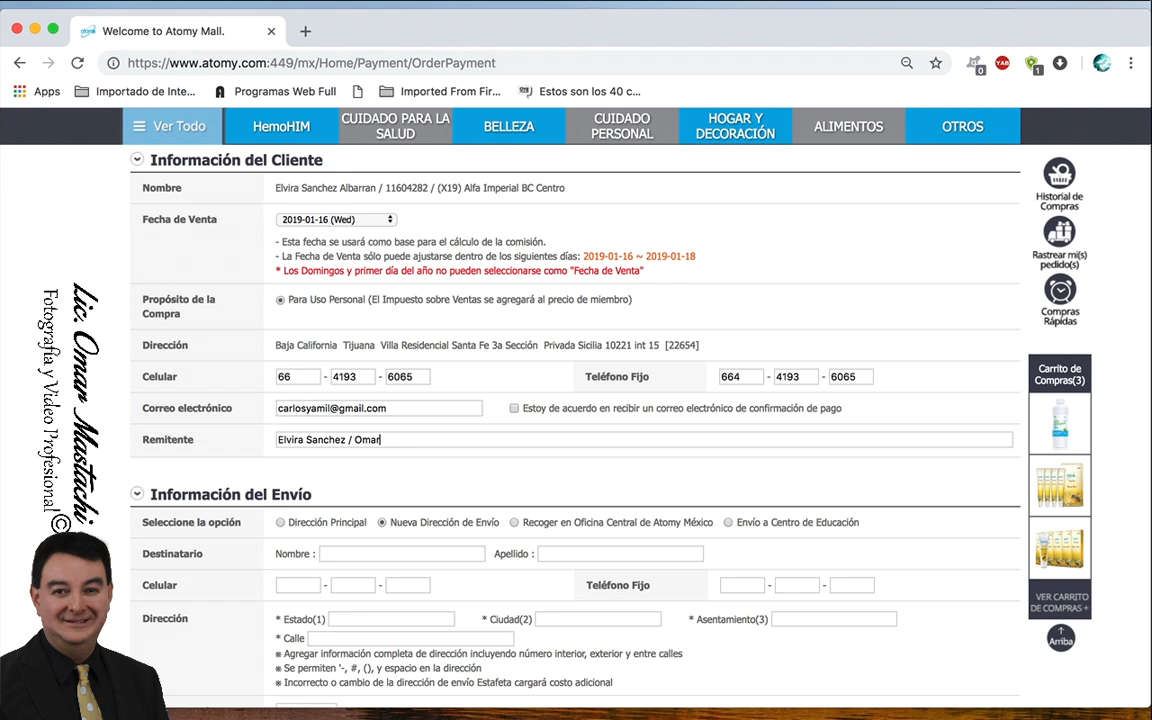 Welcome to Atomy Mall.
https://www.atomy.com:449/mx/Home/Payment/OrderPayment
0
YAB
1
Apps
Importado de Inte...
Programas Web Full
Imported From Fir...
Estos son los 40 c...
Ver Todo
HemoHIM
CUIDADO PARA LA SALUD
BELLEZA
CUIDADO PERSONAL
HOGAR Y DECORACIÓN
ALIMENTOS
OTROS
Información del Cliente
Nombre
Elvira Sanchez Albarran / 11604282 / (X19) Alfa Imperial BC Centro
Fecha de Venta
2019-01-16 (Wed)
- Esta fecha se usará como base para el cálculo de la comisión.
- La Fecha de Venta sólo puede ajustarse dentro de los siguientes días: 2019-01-16 ~ 2019-01-18
* Los Domingos y primer día del año no pueden seleccionarse como "Fecha de Venta"
Propósito de la Compra
Para Uso Personal (El Impuesto sobre Ventas se agregará al precio de miembro)
Dirección
Baja California Tijuana Villa Residencial Santa Fe 3a Sección Privada Sicilia 10221 int 15 [22654]
Celular
66 - 4193 - 6065
Teléfono Fijo
664 - 4193 - 6065
Correo electrónico
carlosyamil@gmail.com
Estoy de acuerdo en recibir un correo electrónico de confirmación de pago
Remitente
Elvira Sanchez / Omar
Información del Envío
Seleccione la opción
Dirección Principal
Nueva Dirección de Envío
Recoger en Oficina Central de Atomy México
Envío a Centro de Educación
Destinatario
Nombre :
Apellido :
Celular
- -
Teléfono Fijo
- -
Dirección
* Estado(1)
* Ciudad(2)
* Asentamiento(3)
* Calle
※ Agregar información completa de dirección incluyendo número interior, exterior y entre calles
※ Se permiten '-, #, (), y espacio en la dirección
※ Incorrecto o cambio de la dirección de envío Estafeta cargará costo adicional
Historial de
Compras
Rastrear mi(s)
pedido(s)
Compras
Rápidas
Carrito de
Compras(3)
VER CARRITO
DE COMPRAS +
Arriba
Lic. Omar Mastachi
Fotografía y Video Profesional ©